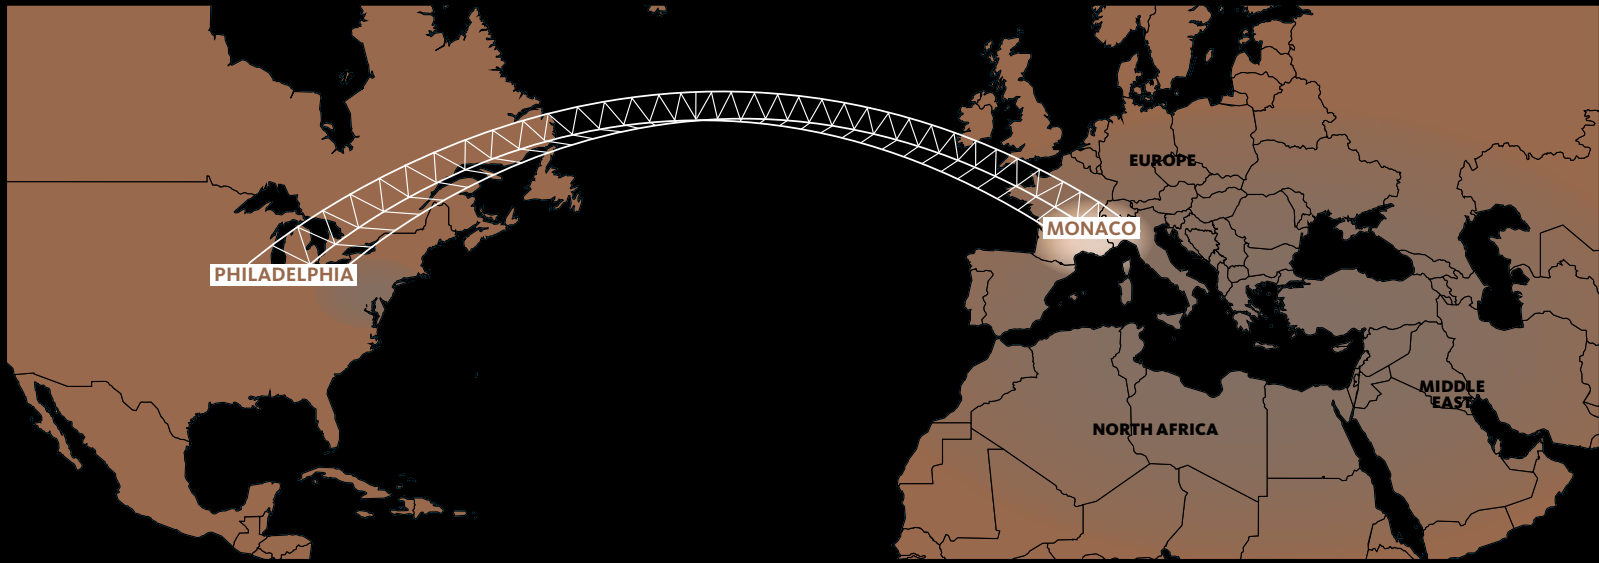 EUROPE
MONACO
PHILADELPHIA
MIDDLE
EAST
NORTH AFRICA